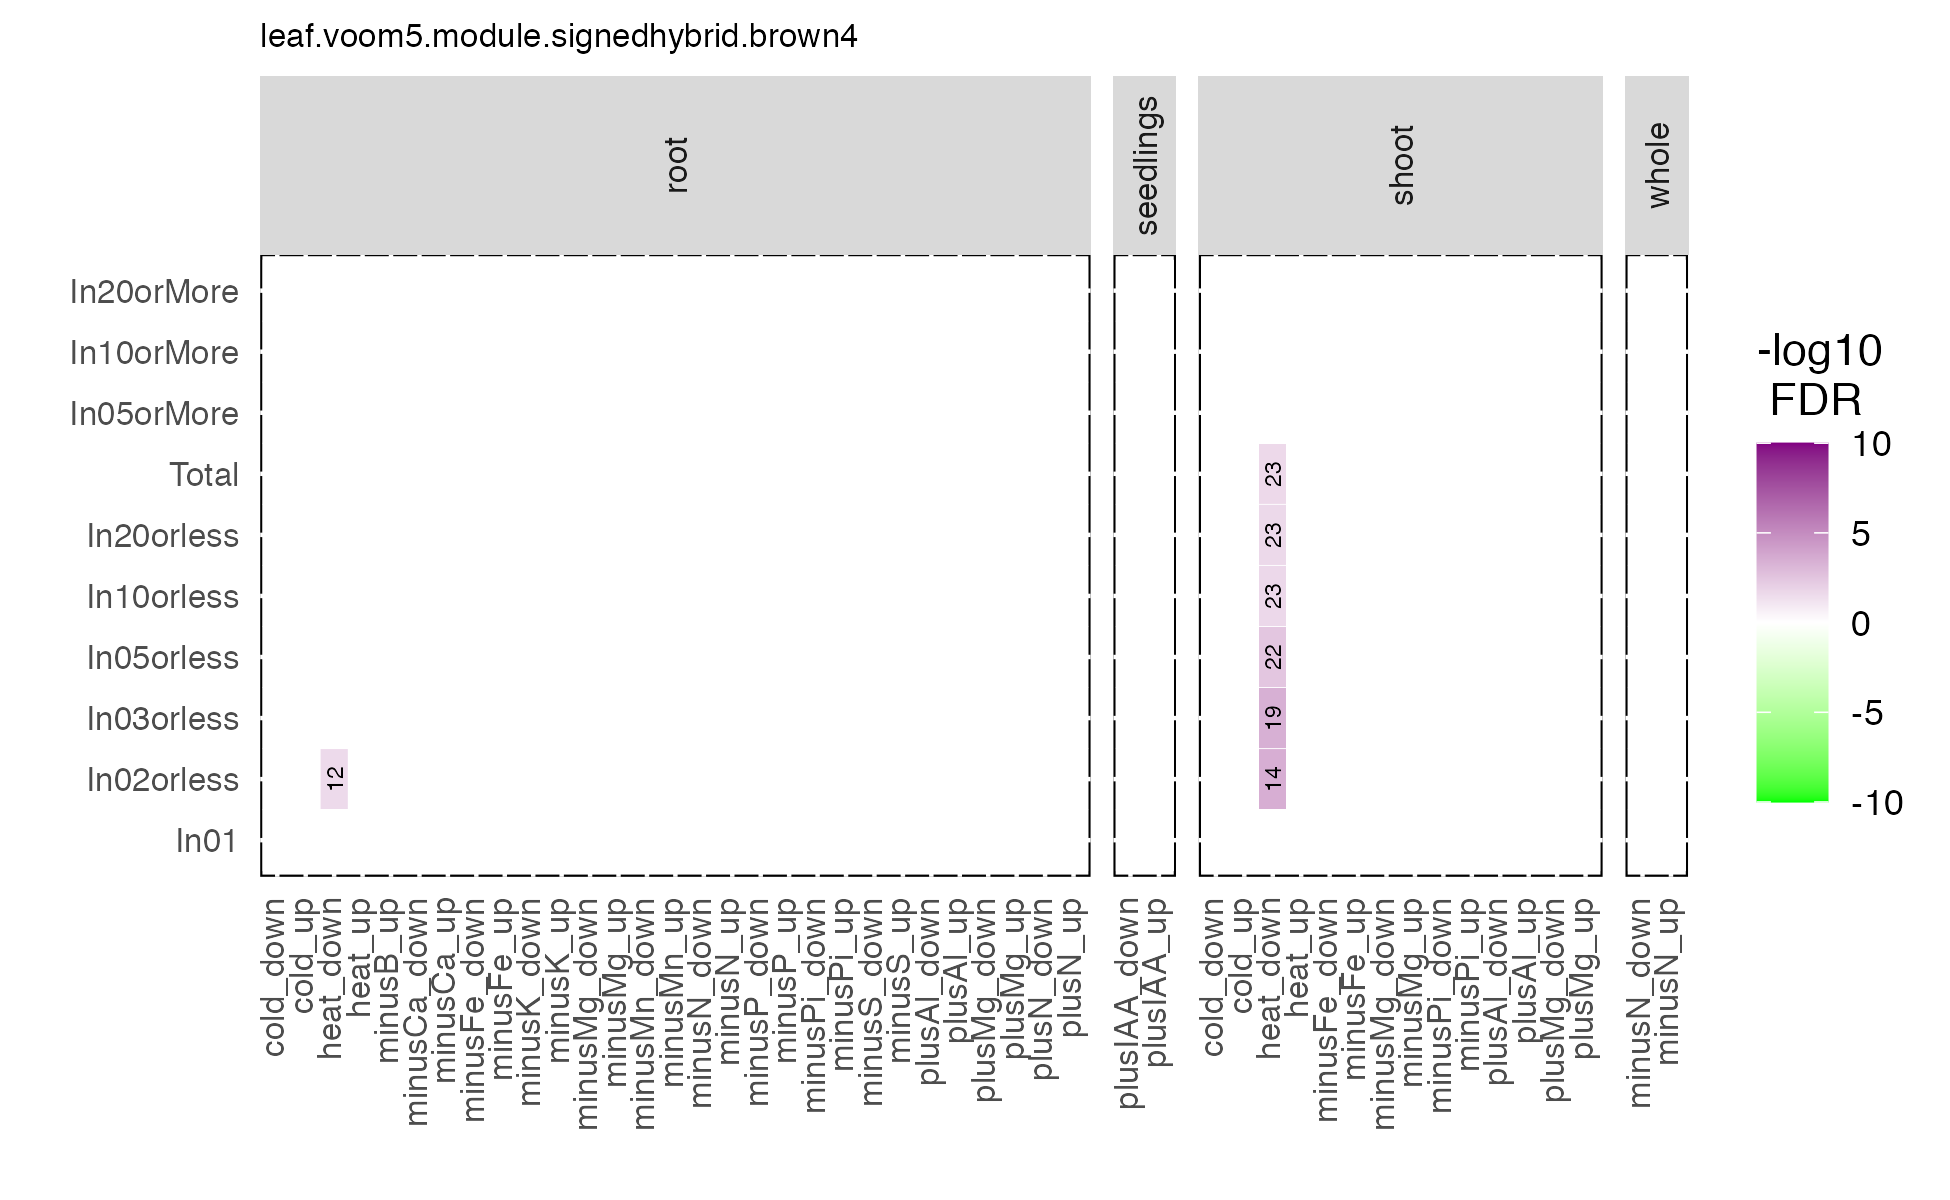 leaf.voom5.module.signedhybrid.brown4
root
seedlings
shoot
whole
In20orMore
In10orMore
In05orMore
Total
In20orless
In10orless
In05orless
In03orless
In02orless
In01
12
23
23
23
22
19
14
cold_down
cold_up
heat_down
heat_up
minusB_up
minusCa_down
minusCa_up
minusFe_down
minusFe_up
minusK_down
minusK_up
minusMg_down
minusMg_up
minusMn_down
minusMn_up
minusN_down
minusN_up
minusP_down
minusP_up
minusPi_down
minusPi_up
minusS_down
minusS_up
plusAl_down
plusAl_up
plusMg_down
plusMg_up
plusN_down
plusN_up
plusIAA_down
plusIAA_up
cold_down
cold_up
heat_down
heat_up
minusFe_down
minusFe_up
minusMg_down
minusMg_up
minusPi_down
minusPi_up
plusAl_down
plusAl_up
plusMg_down
plusMg_up
minusN_down
minusN_up
-log10
FDR
10
5
0
-5
-10